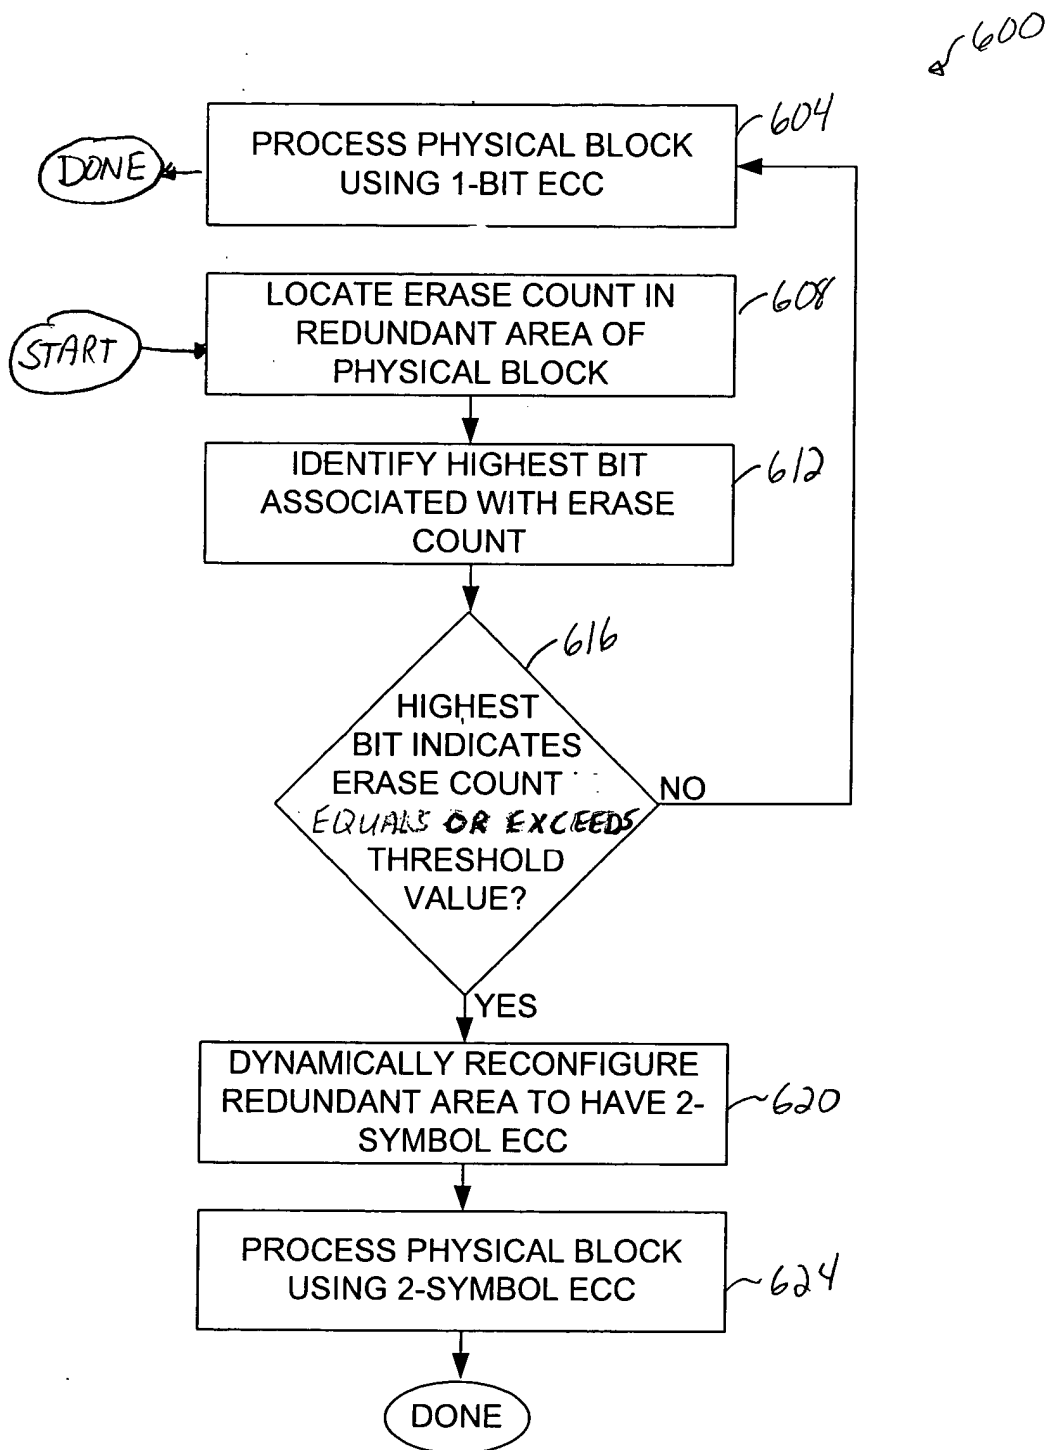 600
604
PROCESS PHYSICAL BLOCK
USING 1-BIT ECC
DONE
608
LOCATE ERASE COUNT IN
REDUNDANT AREA OF
PHYSICAL BLOCK
START
612
IDENTIFY HIGHEST BIT
ASSOCIATED WITH ERASE
COUNT
616
HIGHEST
BIT INDICATES
ERASE COUNT
EQUALS OR EXCEEDS
THRESHOLD
VALUE?
NO
YES
DYNAMICALLY RECONFIGURE
REDUNDANT AREA TO HAVE 2-
SYMBOL ECC
620
PROCESS PHYSICAL BLOCK
USING 2-SYMBOL ECC
624
DONE